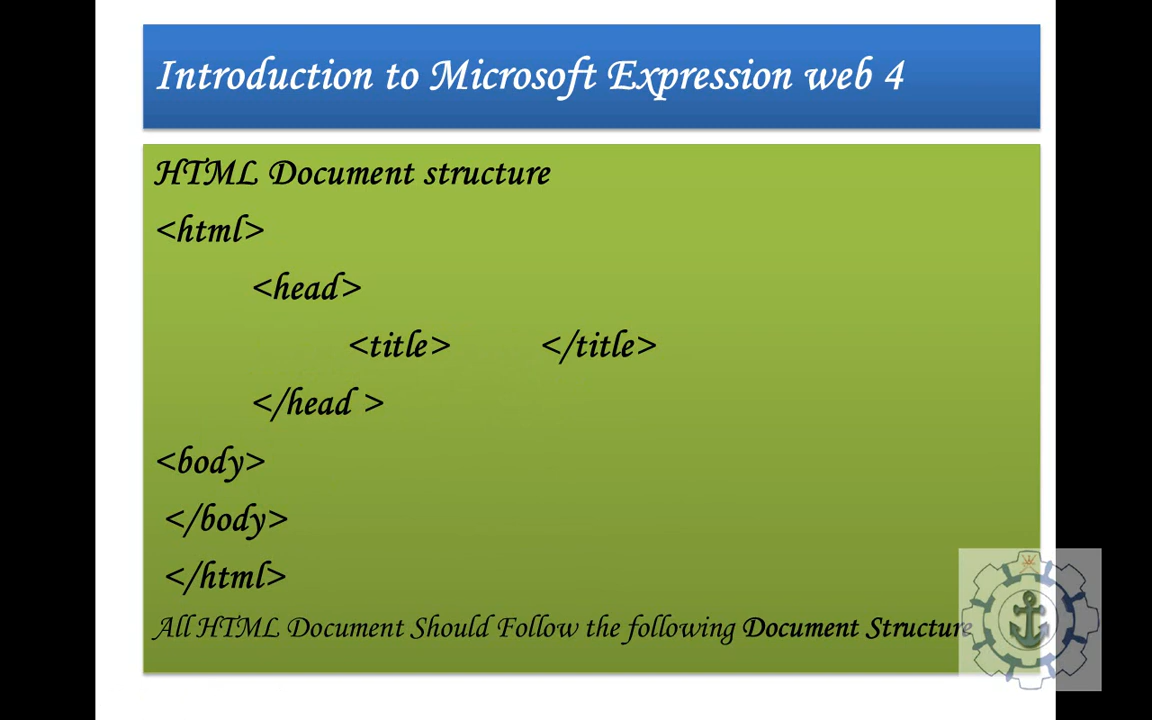 Introduction to Microsoft Expression web 4
HTML Document structure
<html>
<head>
<title> </title>
</head >
<body>
</body>
</html>
All HTML Document Should Follow the following Document Structure